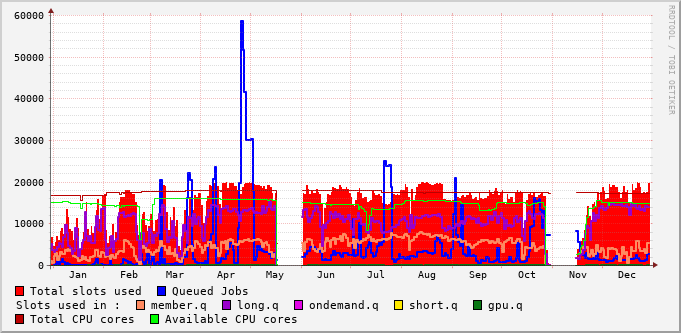 60000
50000
40000
30000
20000
10000
0
Jan Feb Mar Apr May Jun Jul Aug Sep Oct Nov Dec
Total slots used Queued Jobs
Slots used in : member.q long.q ondemand.q short.q gpu.q
Total CPU cores Available CPU cores
RRDTOOL / TOBI OETIKER